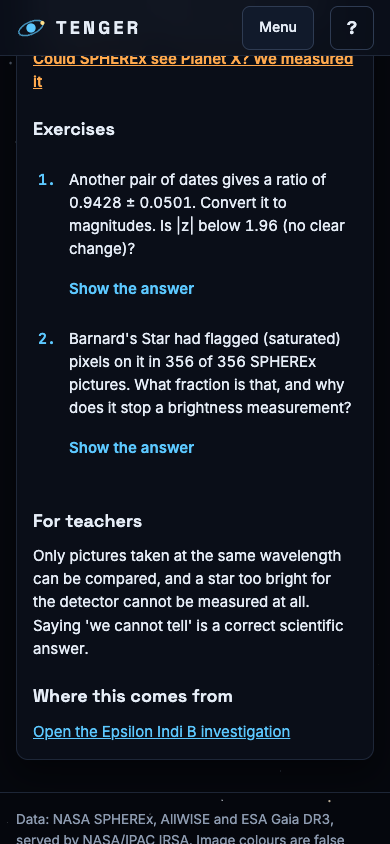 TENGER
Menu
?
Could SPHEREx see Planet X? We measured
it
Exercises
1. Another pair of dates gives a ratio of
0.9428 ± 0.0501. Convert it to
magnitudes. Is |z| below 1.96 (no clear
change)?
Show the answer
2. Barnard's Star had flagged (saturated)
pixels on it in 356 of 356 SPHEREx
pictures. What fraction is that, and why
does it stop a brightness measurement?
Show the answer
For teachers
Only pictures taken at the same wavelength
can be compared, and a star too bright for
the detector cannot be measured at all.
Saying 'we cannot tell' is a correct scientific
answer.
Where this comes from
Open the Epsilon Indi B investigation
Data: NASA SPHEREx, AllWISE and ESA Gaia DR3,
served by NASA/IPAC IRSA. Image colours are false